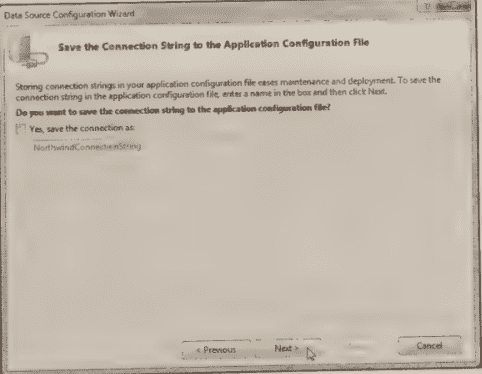 Data Source Configuration Wizard
Save the Connection String to the Application Configuration File
Storing connection strings in your application configuration file eases maintenance and deployment. To save the
connection string in the application configuration file, enter a name in the box and then click Next.
Do you want to save the connection string to the application configuration file?
Yes, save the connection as:
NorthwindConnectionString
< Previous Next > Cancel